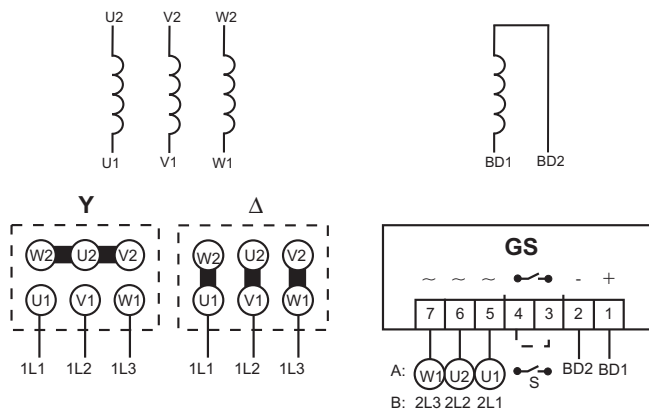 U2 V2 W2
U1 V1 W1
BD1 BD2
Y
W2 U2 V2
U1 V1 W1
1L1 1L2 1L3
Δ
W2 U2 V2
U1 V1 W1
1L1 1L2 1L3
GS
~ ~ ~ - +
7 6 5 4 3 2 1
A: W1 U2 U1 S BD2 BD1
B: 2L3 2L2 2L1